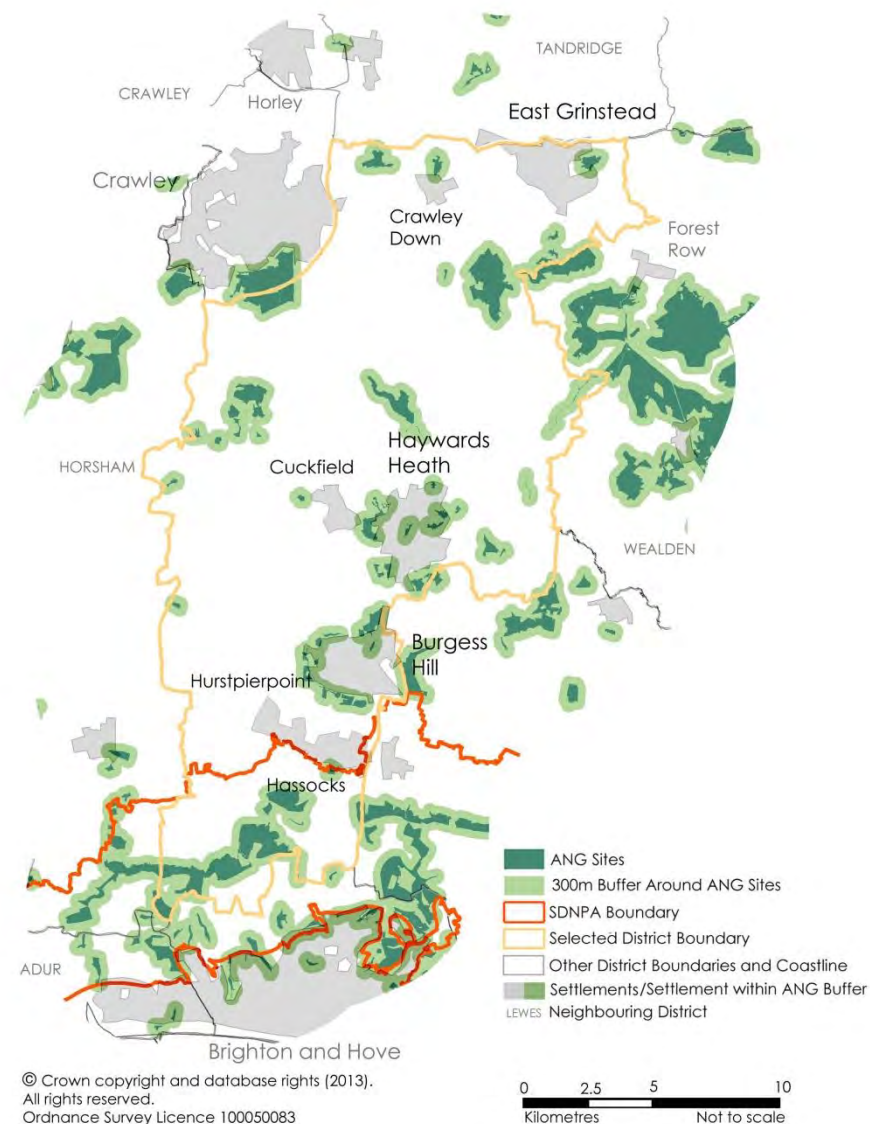 TANDRIDGE
CRAWLEY
Horley
East Grinstead
Crawley
Crawley
Down
Forest
Row
Haywards
Heath
Cuckfield
HORSHAM
WEALDEN
Burgess
Hill
Hurstpierpoint
Hassocks
ADUR
Brighton and Hove
ANG Sites
300m Buffer Around ANG Sites
SDNPA Boundary
Selected District Boundary
Other District Boundaries and Coastline
Settlements/Settlement within ANG Buffer
LEWES Neighbouring District
© Crown copyright and database rights (2013).
All rights reserved.
Ordnance Survey Licence 100050083
0 2.5 5 10
Kilometres Not to scale